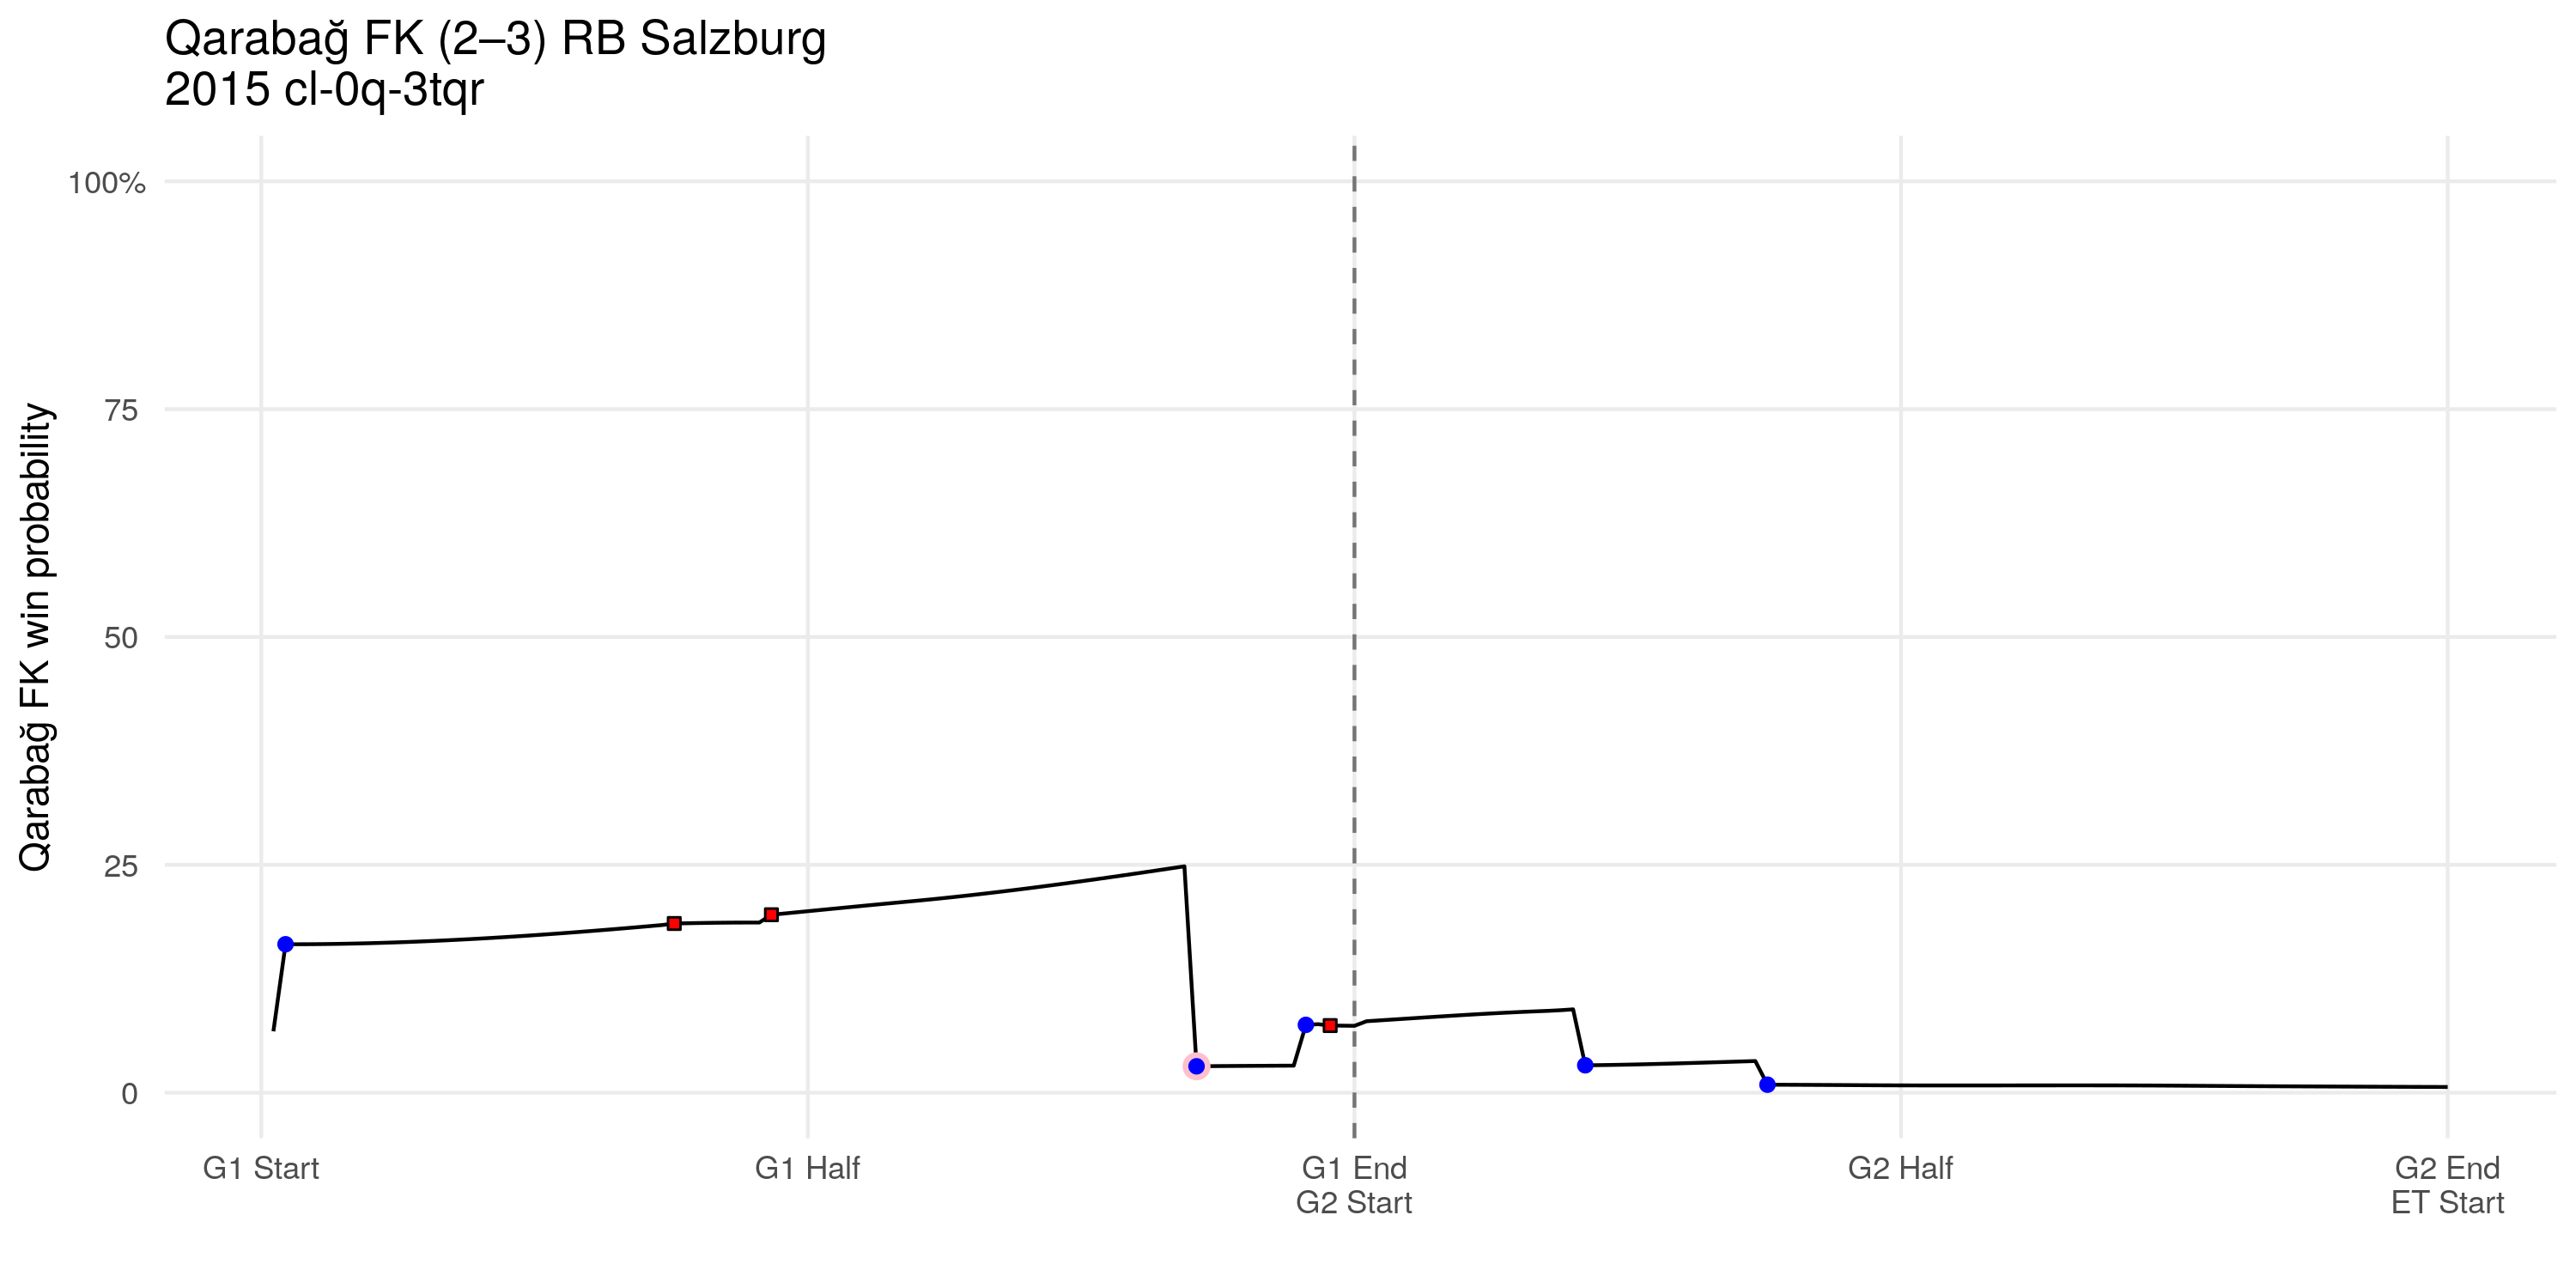 Qarabağ FK (2–3) RB Salzburg
2015 cl-0q-3tqr
Qarabağ FK win probability
100%
75
50
25
0
G1 Start
G1 Half
G1 End
G2 Start
G2 Half
G2 End
ET Start